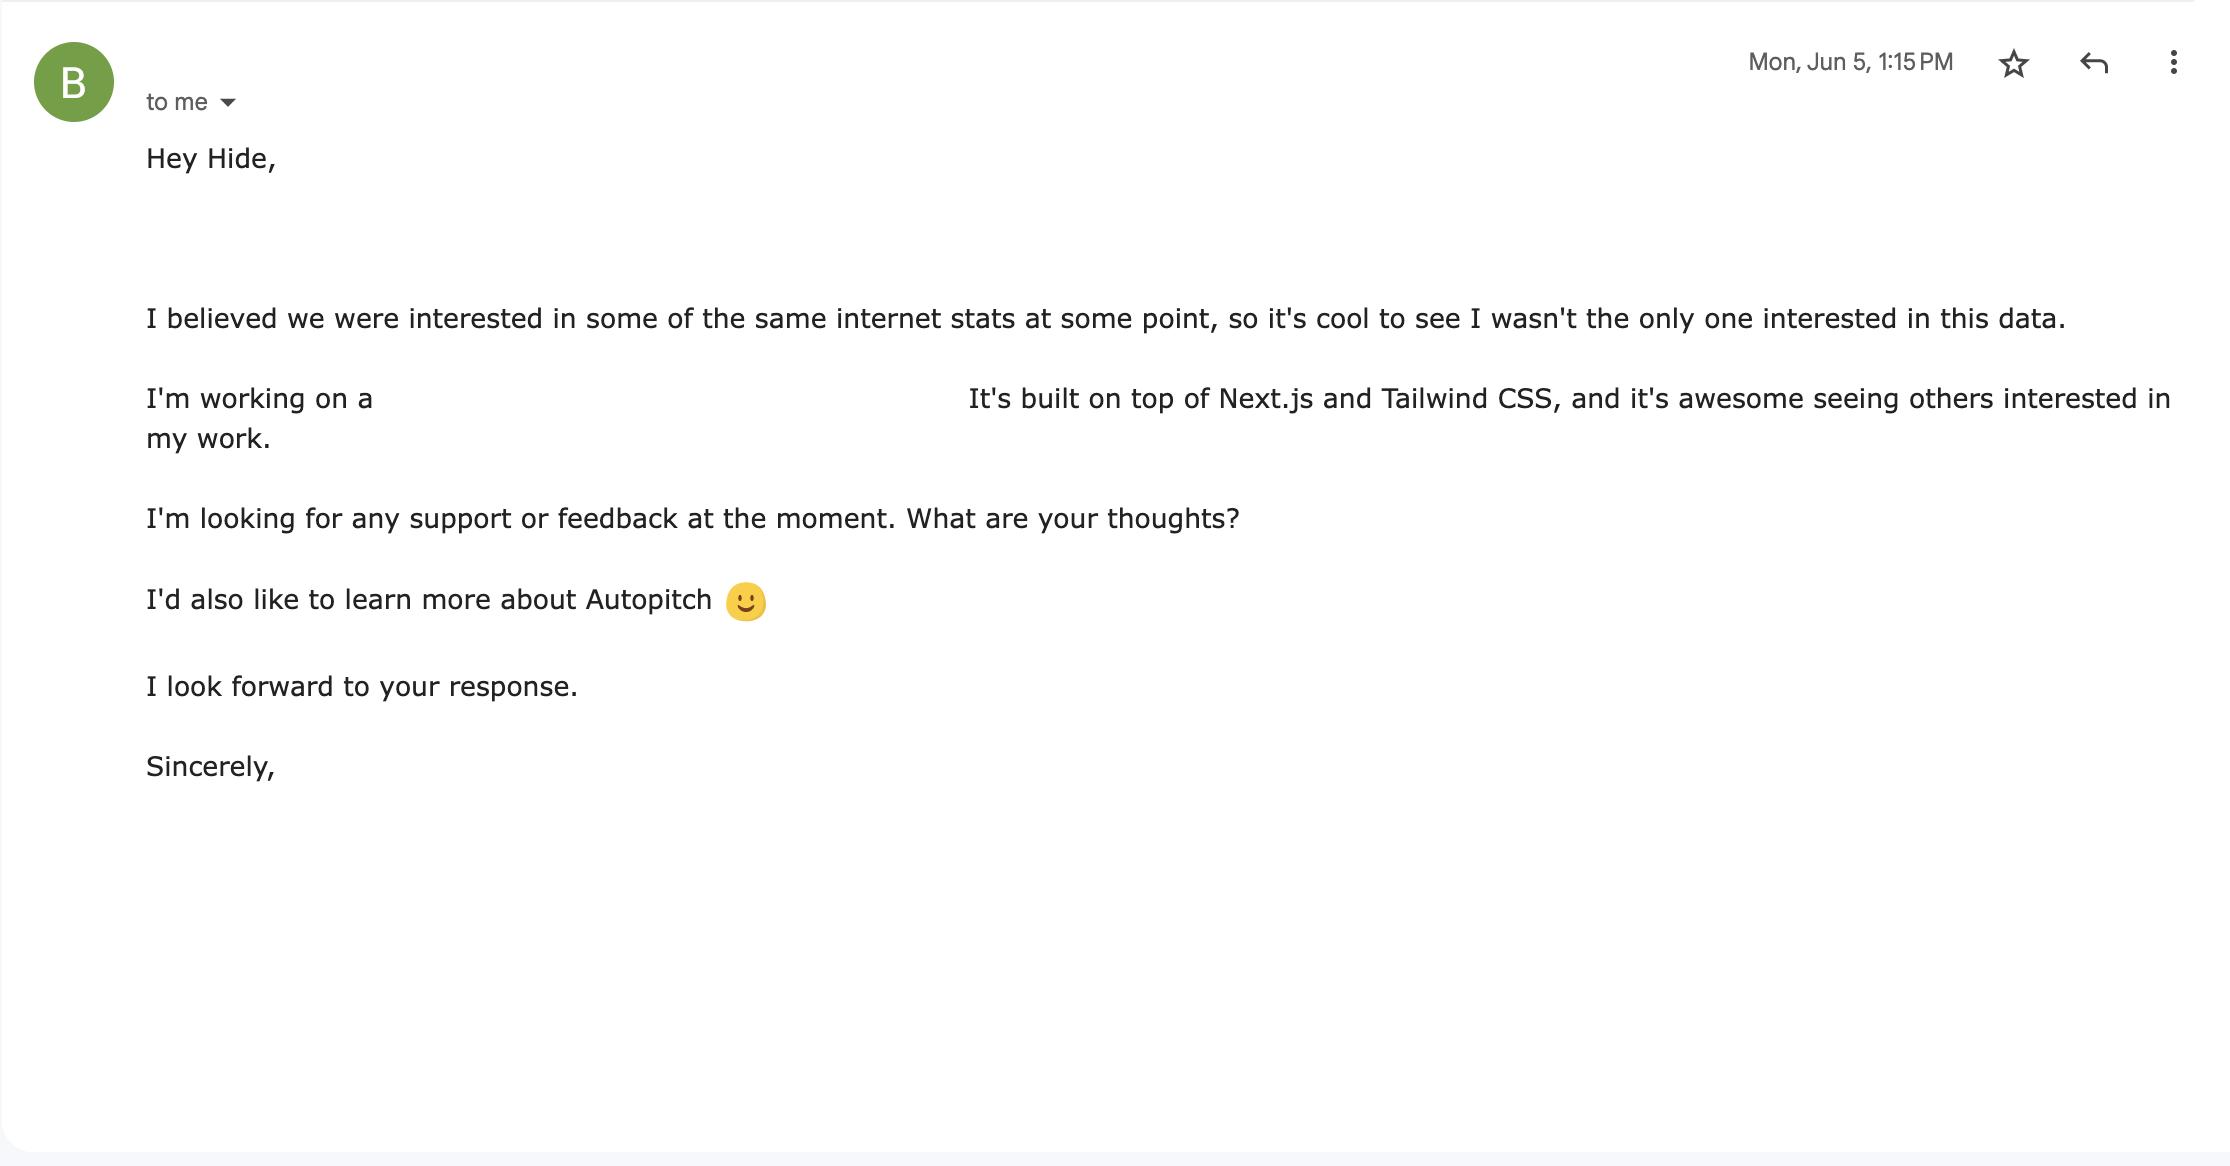 B
Mon, Jun 5, 1:15 PM
to me
Hey Hide,
I believed we were interested in some of the same internet stats at some point, so it's cool to see I wasn't the only one interested in this data.
I'm working on a It's built on top of Next.js and Tailwind CSS, and it's awesome seeing others interested in
my work.
I'm looking for any support or feedback at the moment. What are your thoughts?
I'd also like to learn more about Autopitch 🙂
I look forward to your response.
Sincerely,